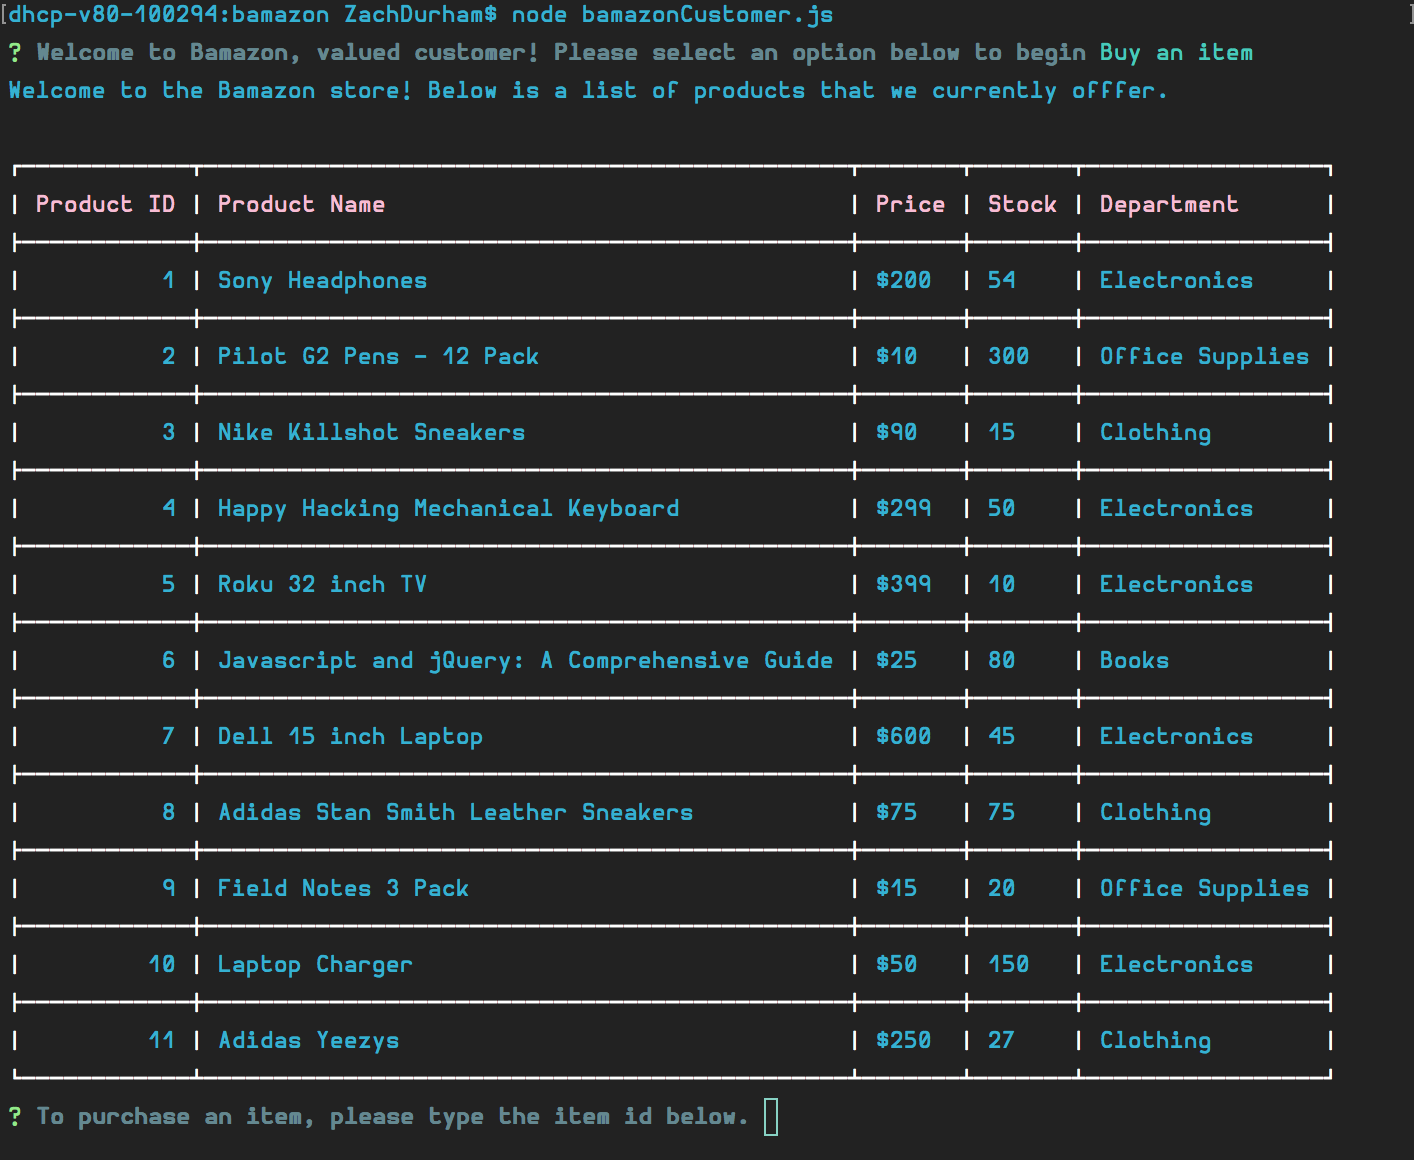 [dhcp-v80-100294:bamazon ZachDurham$ node bamazonCustomer.js ]
? Welcome to Bamazon, valued customer! Please select an option below to begin Buy an item
Welcome to the Bamazon store! Below is a list of products that we currently offfer.
Product ID | Product Name | Price | Stock | Department
1 | Sony Headphones | $200 | 54 | Electronics
2 | Pilot G2 Pens - 12 Pack | $10 | 300 | Office Supplies
3 | Nike Killshot Sneakers | $90 | 15 | Clothing
4 | Happy Hacking Mechanical Keyboard | $299 | 50 | Electronics
5 | Roku 32 inch TV | $399 | 10 | Electronics
6 | Javascript and jQuery: A Comprehensive Guide | $25 | 80 | Books
7 | Dell 15 inch Laptop | $600 | 45 | Electronics
8 | Adidas Stan Smith Leather Sneakers | $75 | 75 | Clothing
9 | Field Notes 3 Pack | $15 | 20 | Office Supplies
10 | Laptop Charger | $50 | 150 | Electronics
11 | Adidas Yeezys | $250 | 27 | Clothing
? To purchase an item, please type the item id below.